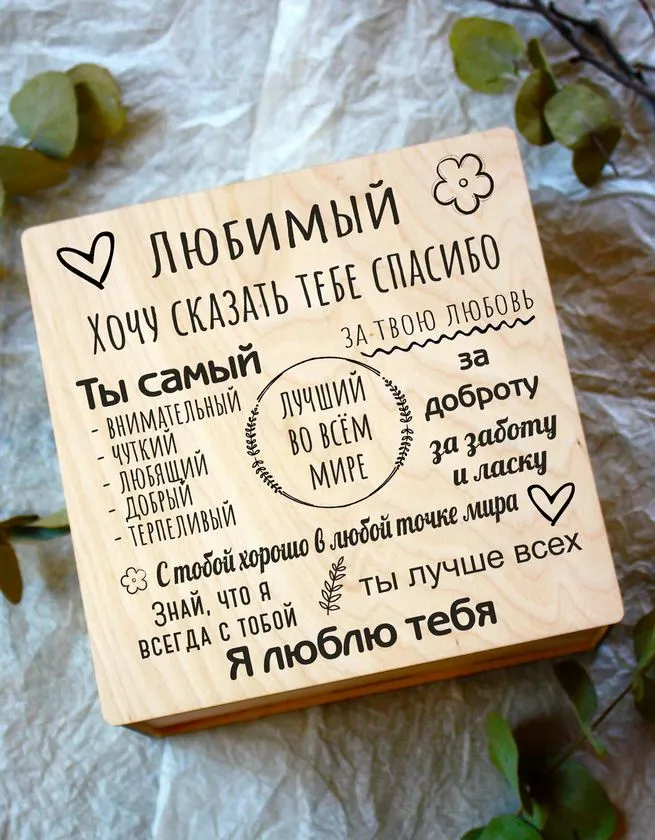 Любимый
хочу сказать тебе спасибо
за твою любовь
Ты самый
- внимательный
- чуткий
- любящий
- добрый
- терпеливый
лучший
во всём
мире
за
доброту
за заботу
и ласку
С тобой хорошо в любой точке мира
Знай, что я
всегда с тобой
ты лучше всех
Я люблю тебя